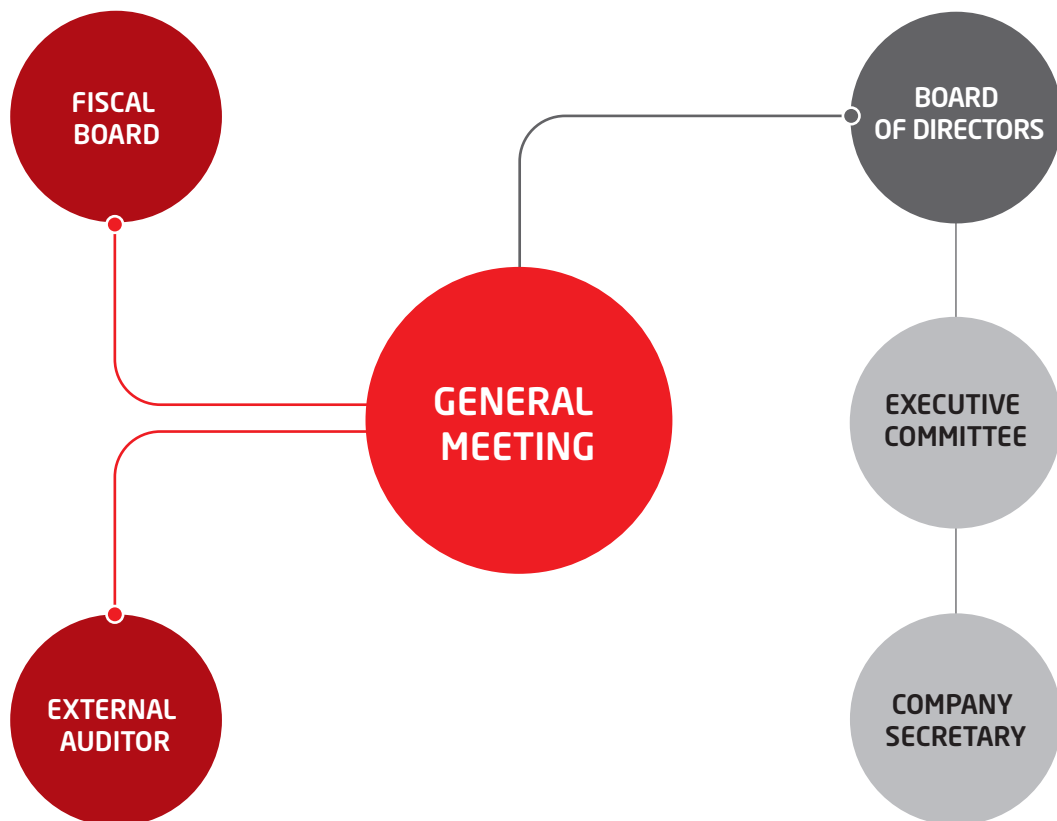 FISCAL
BOARD
BOARD
OF DIRECTORS
GENERAL
MEETING
EXECUTIVE
COMMITTEE
EXTERNAL
AUDITOR
COMPANY
SECRETARY